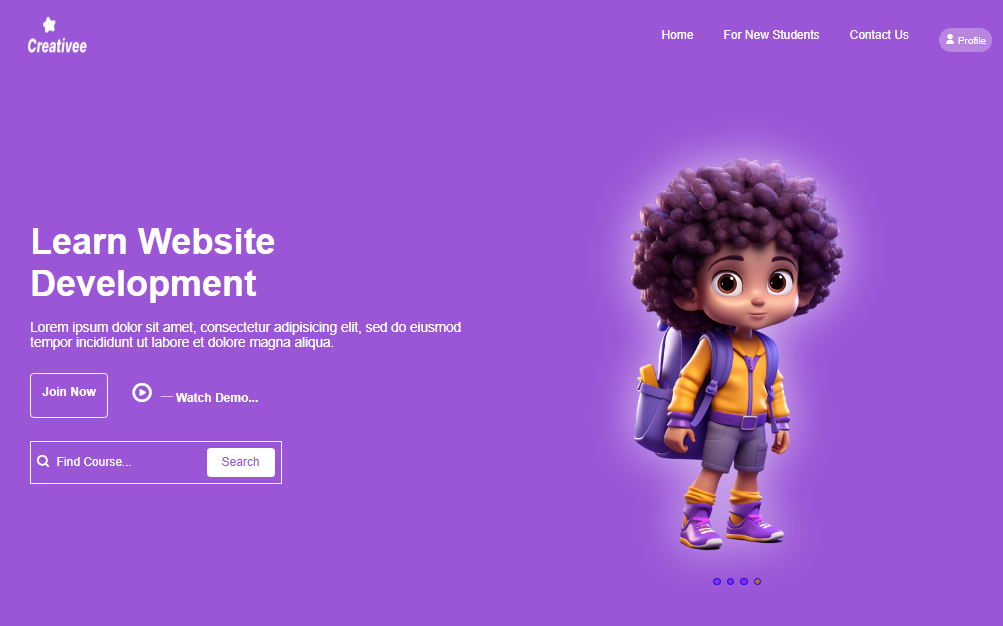 Creativee
Home
For New Students
Contact Us
Profile
Learn Website
Development
Lorem ipsum dolor sit amet, consectetur adipisicing elit, sed do eiusmod
tempor incididunt ut labore et dolore magna aliqua.
Join Now
— Watch Demo...
Find Course...
Search